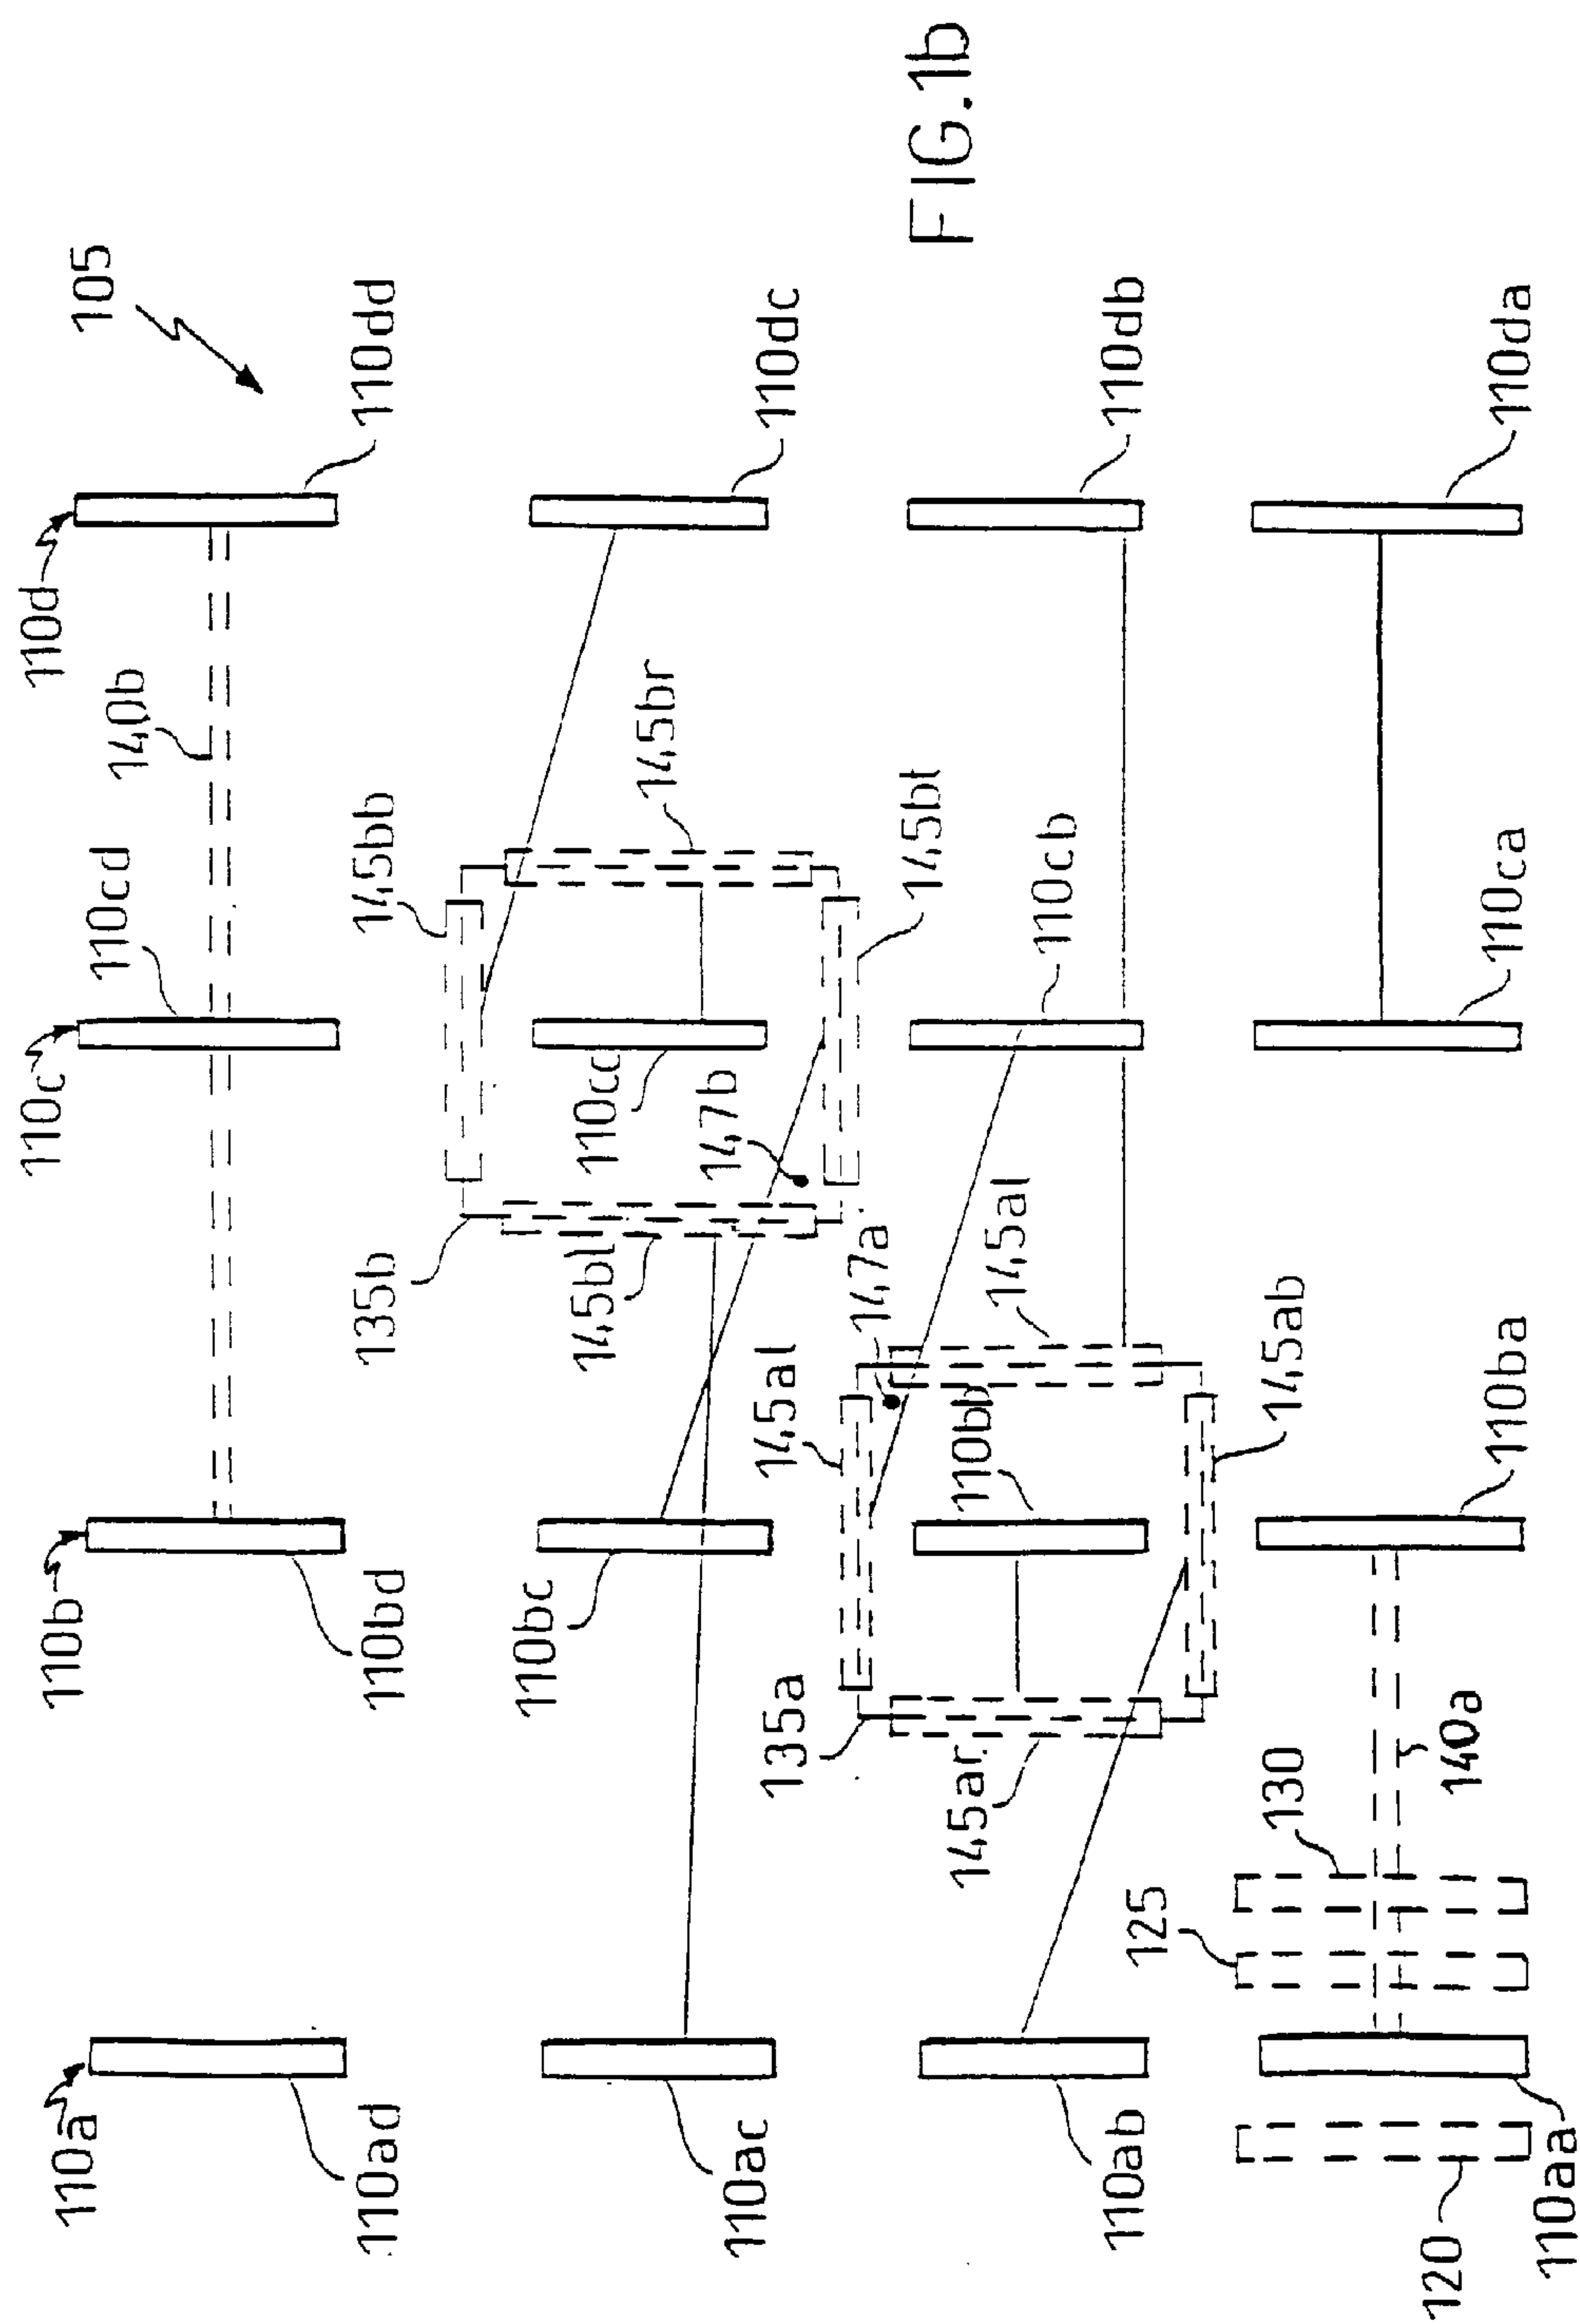 110a
110b
110c
110d
105
140b
110cd
110ad
110bd
135b
145bb
110dd
110bc
145bl
110cc
145br
110ac
147b
145al
110dc
135a
147a
145bt
FIG.1b
145ar
110bb
145al
110cb
110ab
110db
125
130
145ab
120
140a
110ba
110ca
110da
110aa